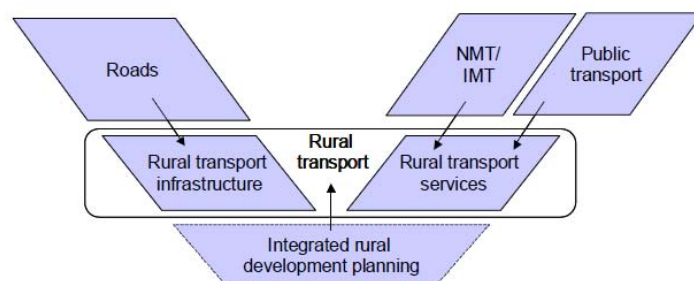 Roads
NMT/
IMT
Public
transport
Rural transport
infrastructure
Rural
transport
Rural transport
services
Integrated rural
development planning